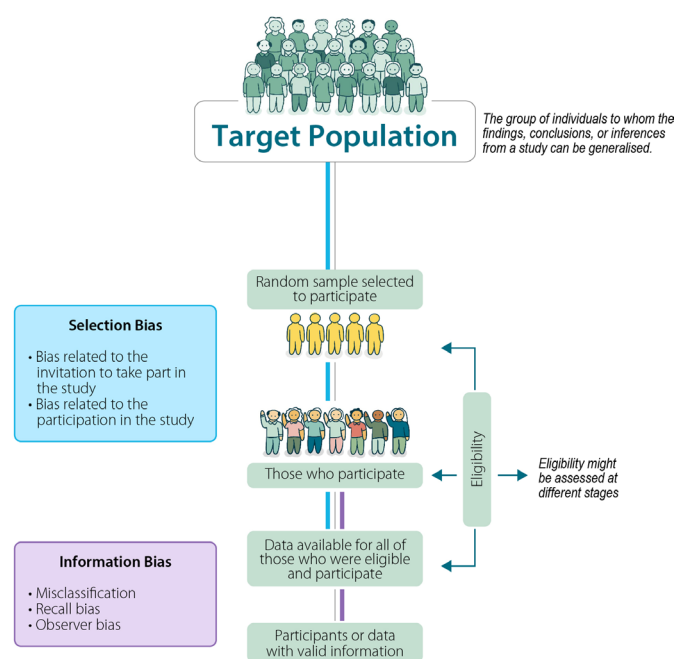 Target Population
The group of individuals to whom the
findings, conclusions, or inferences
from a study can be generalised.
Random sample selected
to participate
Selection Bias
• Bias related to the
invitation to take part in
the study
• Bias related to the
participation in the study
Those who participate
Eligibility
Eligibility might
be assessed at
different stages
Data available for all of
those who were eligible
and participate
Information Bias
• Misclassification
• Recall bias
• Observer bias
Participants or data
with valid information